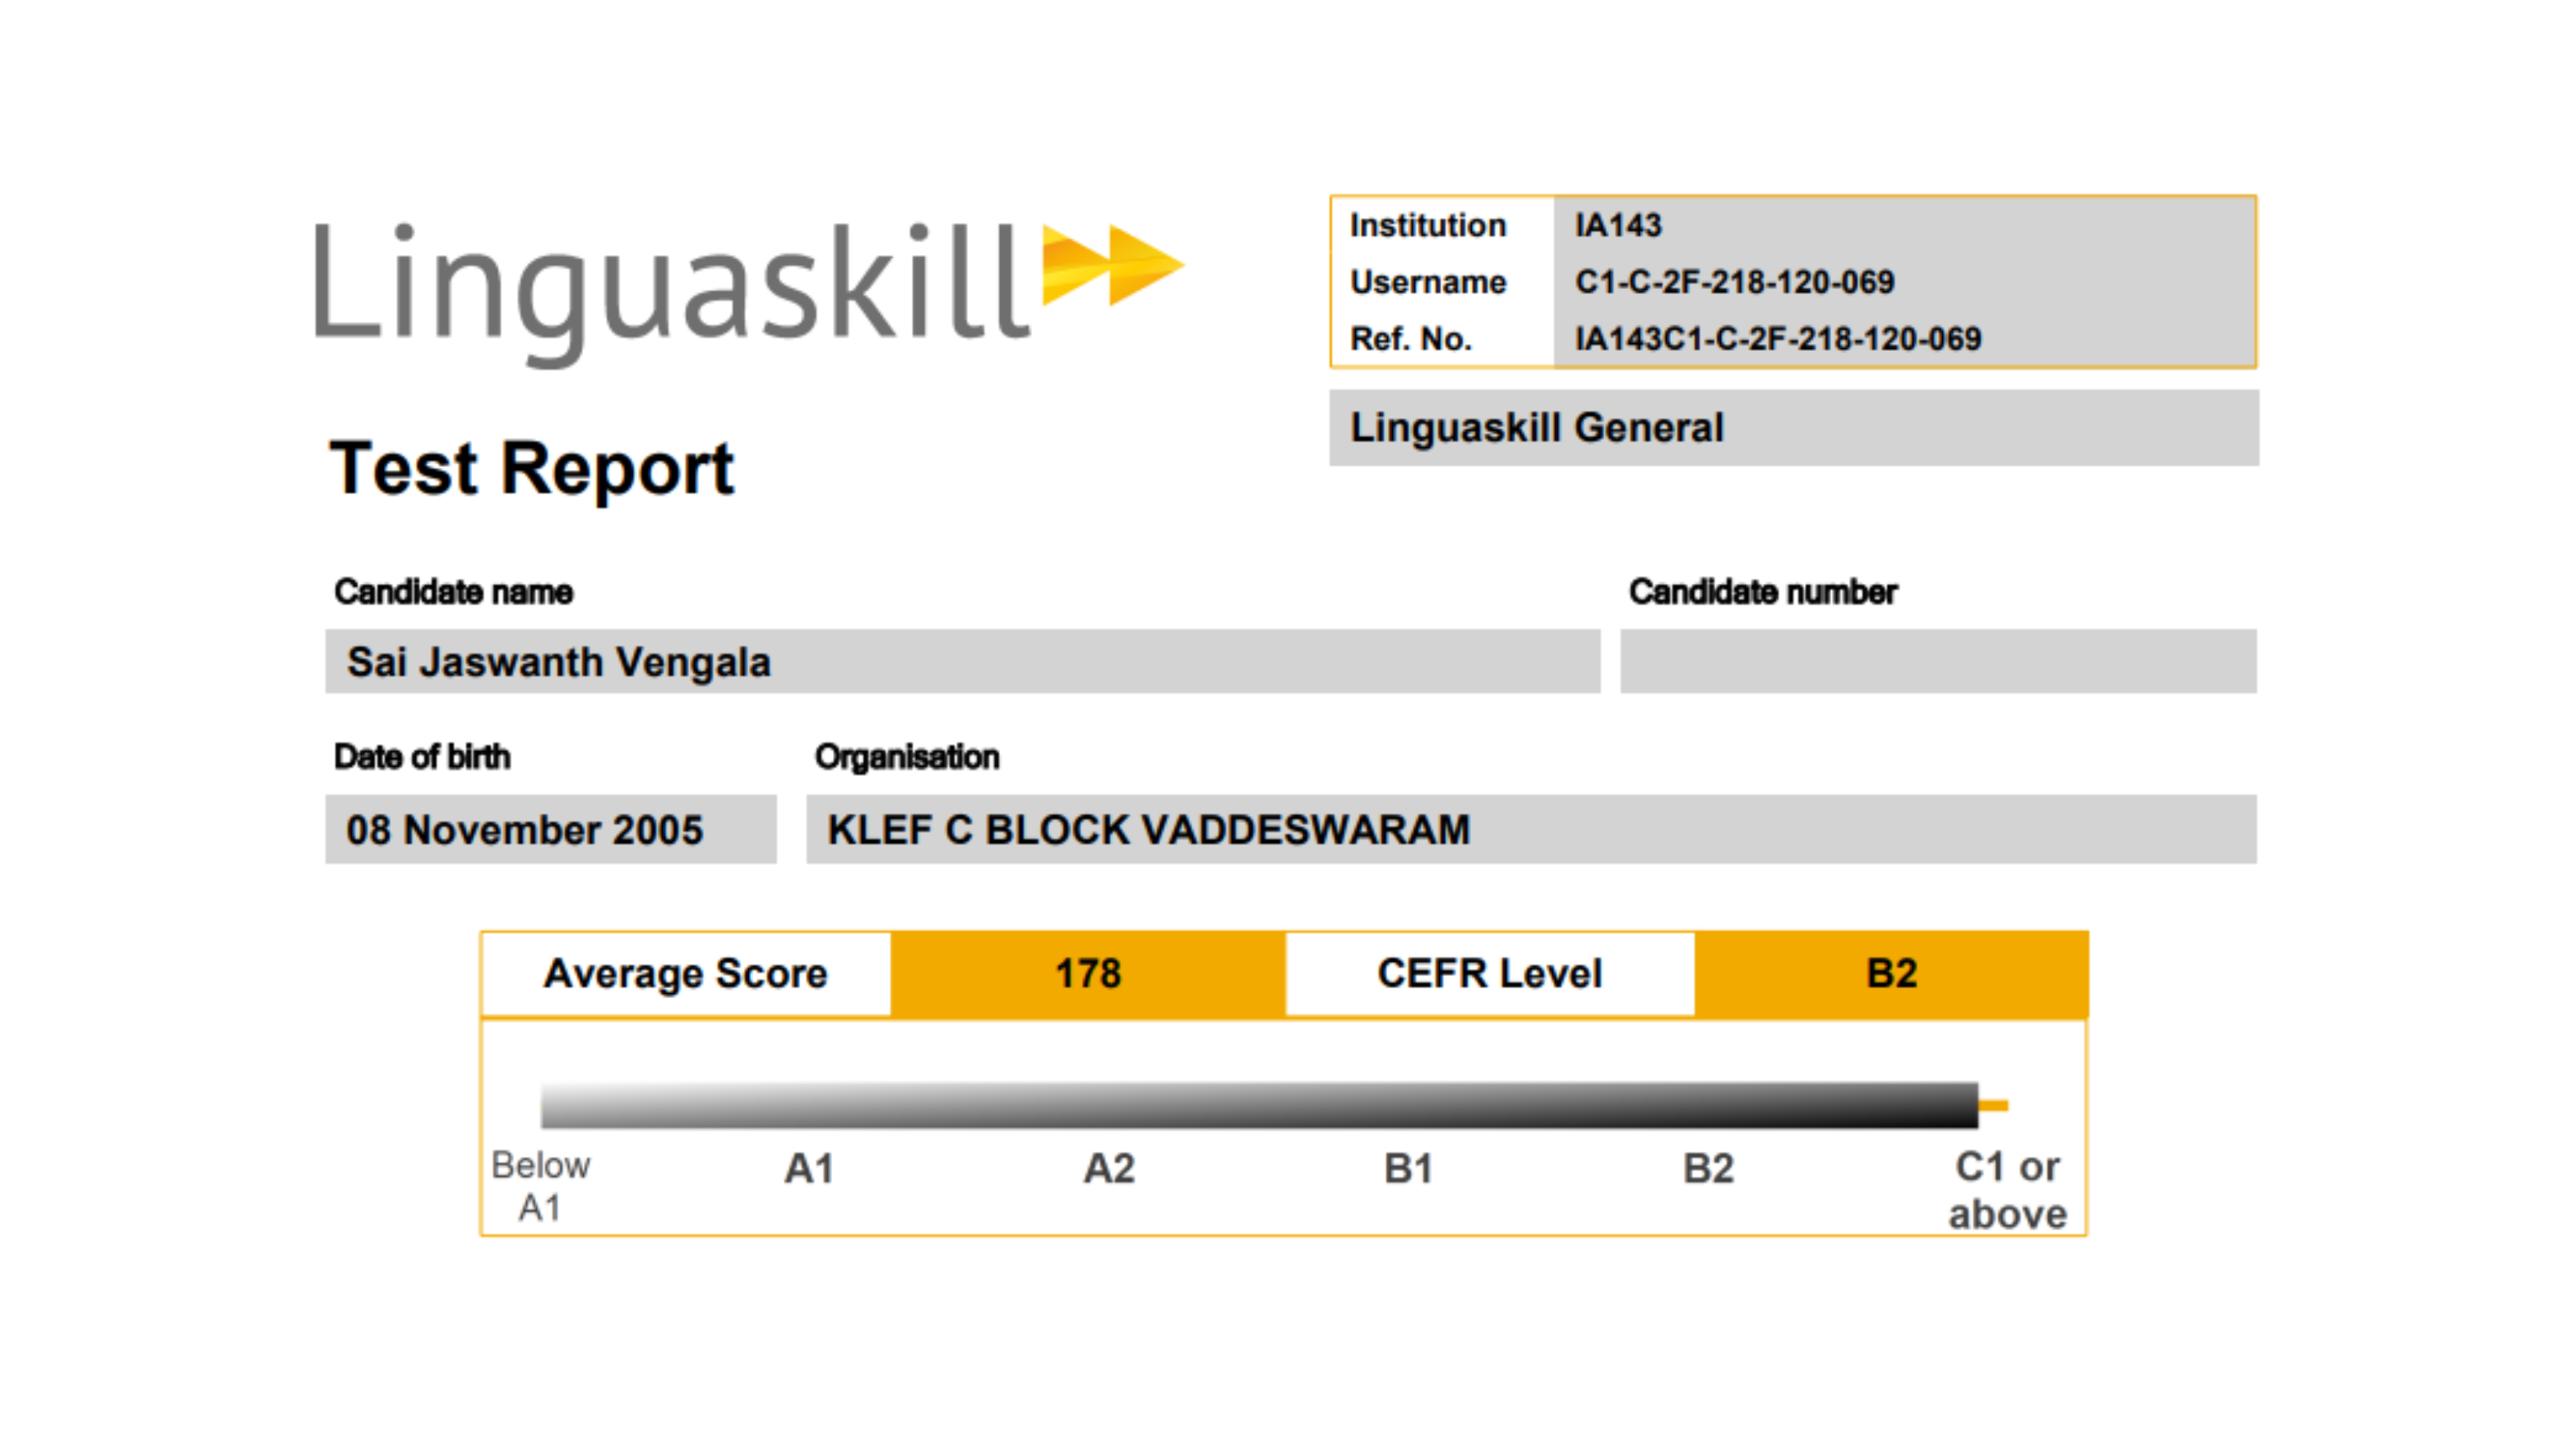 Linguaskill
Institution IA143
Username C1-C-2F-218-120-069
Ref. No. IA143C1-C-2F-218-120-069
Linguaskill General
Test Report
Candidate name Candidate number
Sai Jaswanth Vengala
Date of birth Organisation
08 November 2005 KLEF C BLOCK VADDESWARAM
Average Score 178 CEFR Level B2
Below A1 A2 B1 B2 C1 or
A1 above